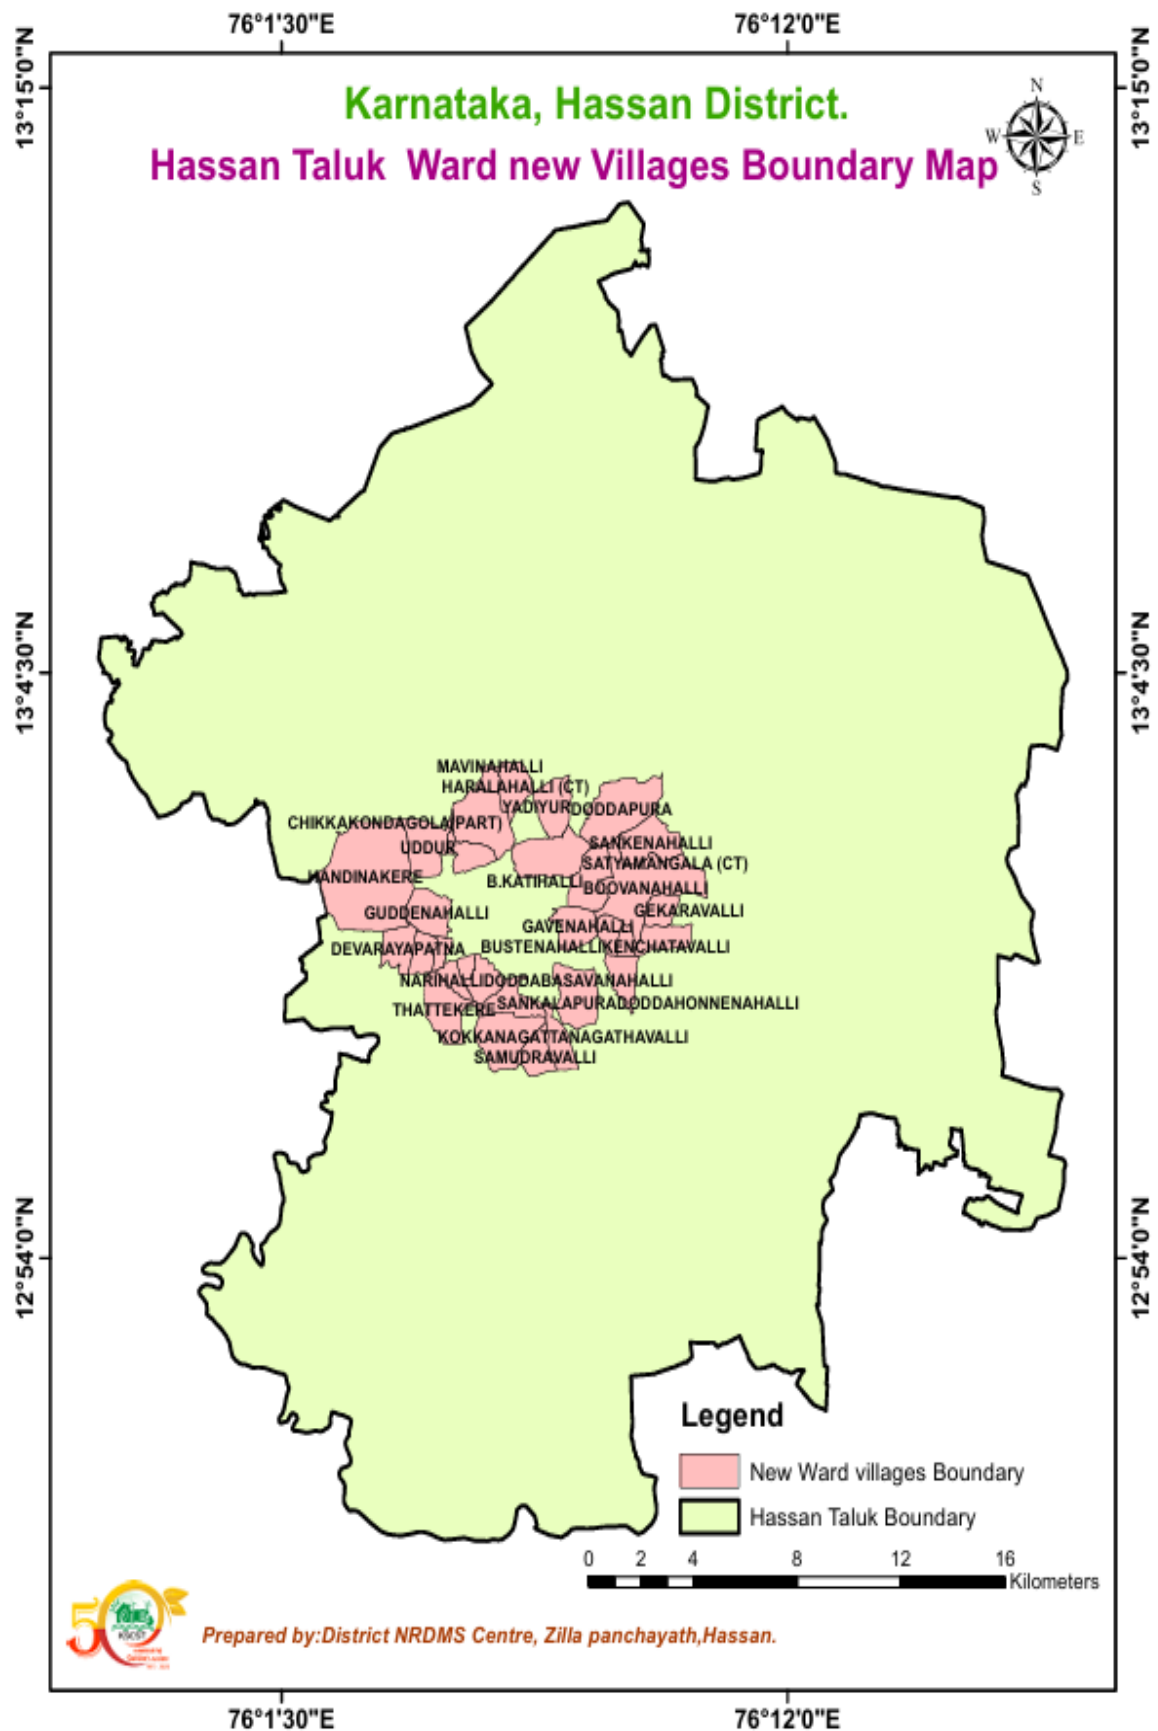 76°1'30"E 76°12'0"E
13°15'0"N 13°15'0"N
Karnataka, Hassan District.
Hassan Taluk Ward new Villages Boundary Map
N
W E
S
13°4'30"N 13°4'30"N
MAVINAHALLI
HARALAHALLI (CT)
YADIYUR DODDAPURA
CHIKKAKONDAGOLA(PART)
UDDUR SANKENAHALLI
SATYAMANGALA (CT)
HANDINAKERE B.KATIHALLI BOOVANAHALLI
GUDDENAHALLI GEKARAVALLI
GAVENAHALLI
DEVARAYAPATNA BUSTENAHALLI KENCHATAVALLI
NARIHALLI DODDABASAVANAHALLI
THATTEKERE SANKALAPURA DODDAHONNENAHALLI
KOKKANAGATTA NAGATHAVALLI
SAMUDRAVALLI
12°54'0"N 12°54'0"N
Legend
New Ward villages Boundary
Hassan Taluk Boundary
0 2 4 8 12 16
Kilometers
50
KSCST
Prepared by:District NRDMS Centre, Zilla panchayath,Hassan.
76°1'30"E 76°12'0"E